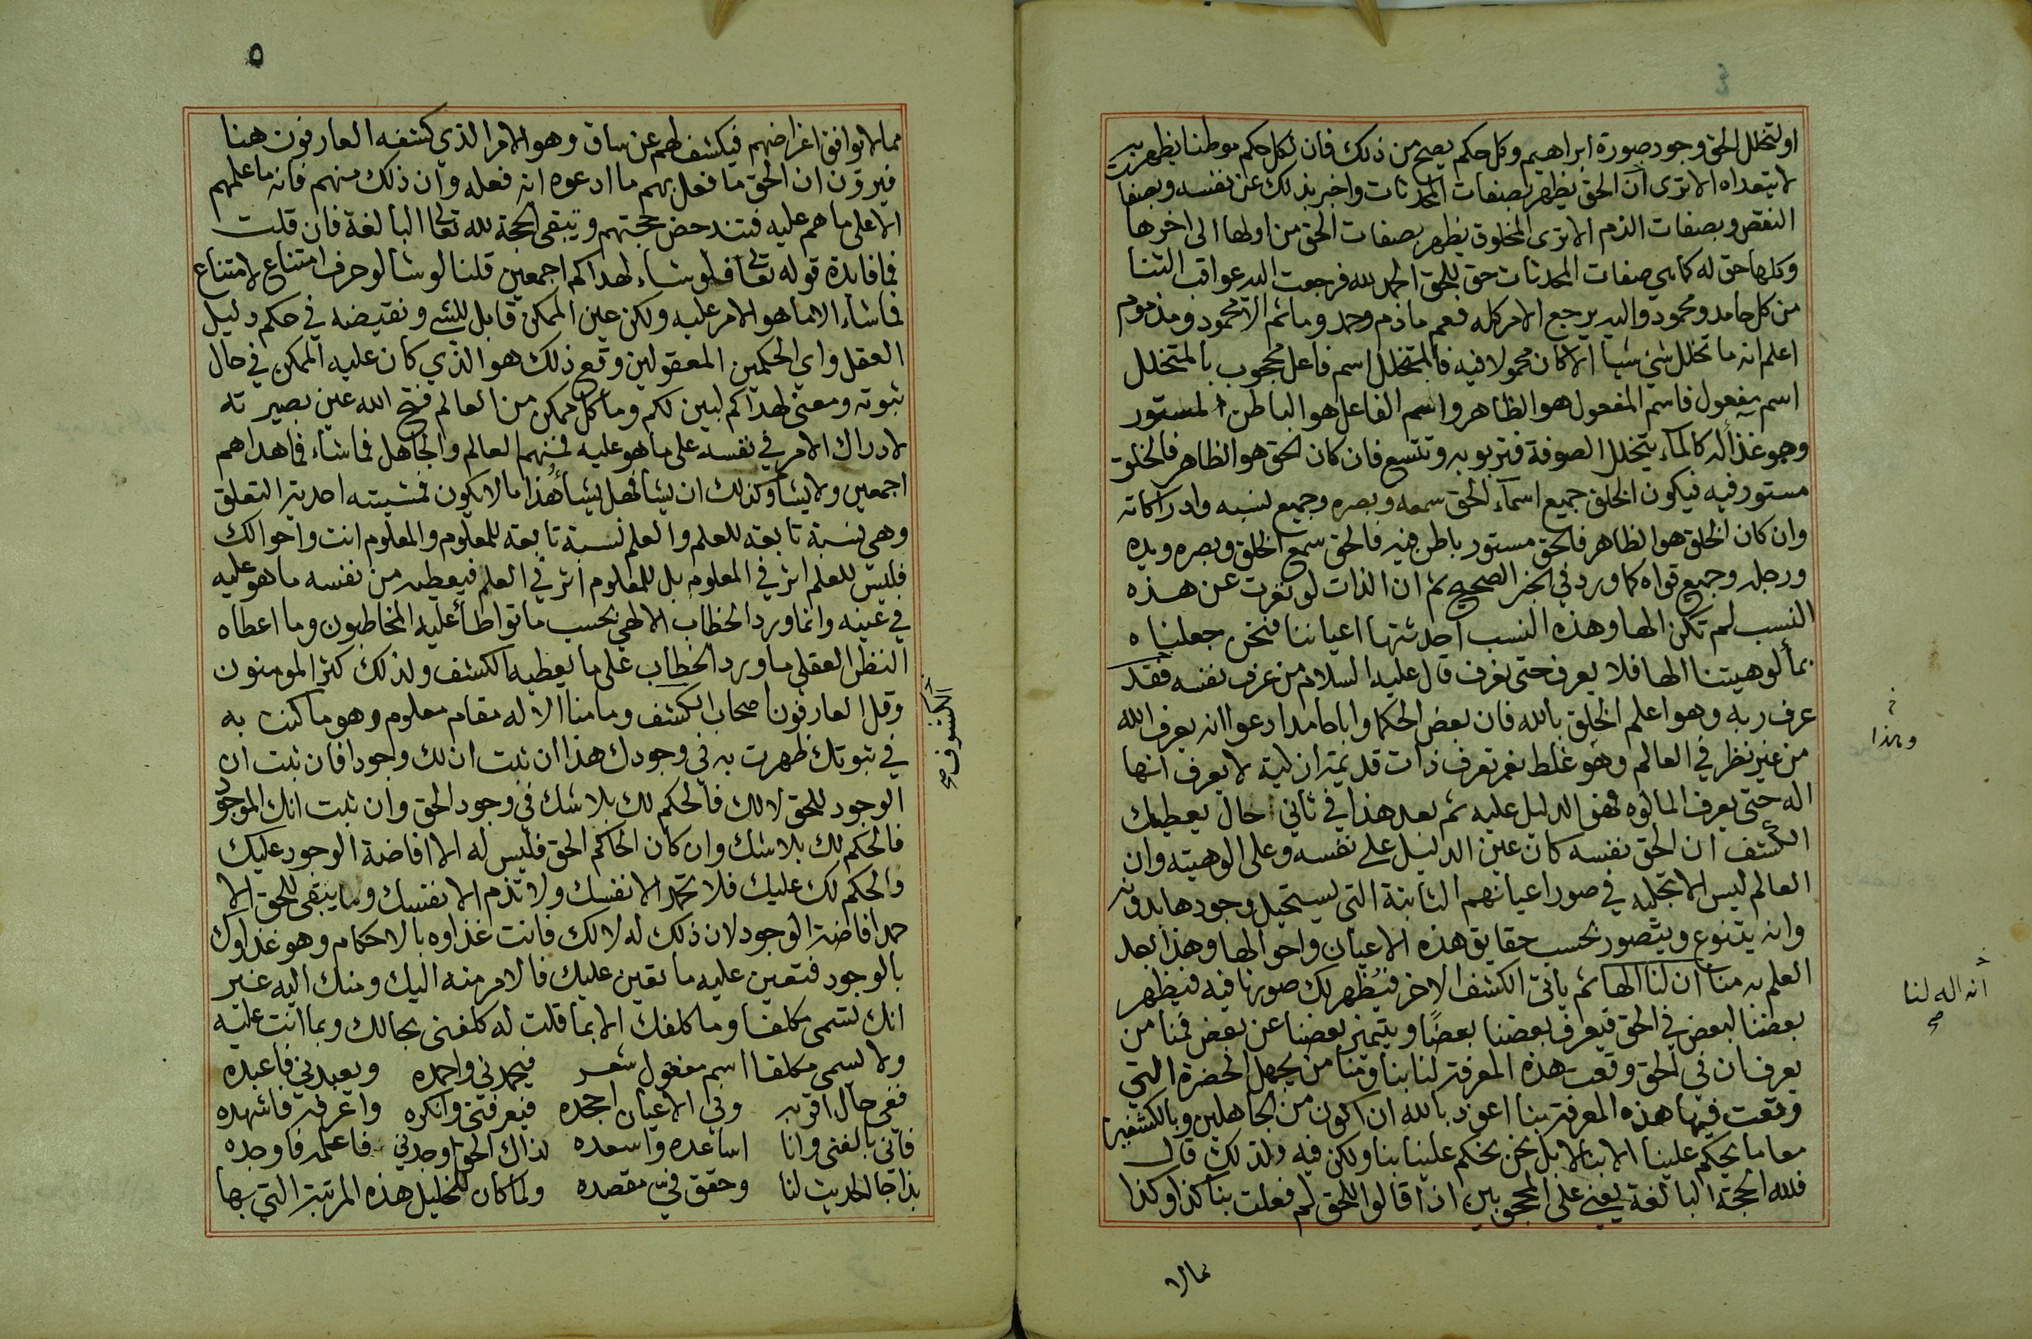 ٤
او لتخلل الحق وجود صورة ابراهيم وكل حكم يصح من ذلك فان لكل حكم موطنا يظهر به
لا يتعداه الا ترى ان الحق يظهر بصفات المحدثات واخبر بذلك عن نفسه وبصفات
النقص وبصفات الذم الا ترى المخلوق يظهر بصفات الحق من اولها الى اخرها
وكلها حق له كما هي صفات المحدثات حق للحق الحمد لله فرجعت اليه عواقب الثنا
من كل حامد ومحمود واليه يرجع الامر كله فعم ما ذم وحمد وما ثم الا محمود ومذموم
اعلم انه ما تخلل شئ شيا الا كان محمولا فيه فالمتخلل اسم فاعل محجوب بالمتخلل
اسم مفعول فاسم المفعول هو الظاهر واسم الفاعل هو الباطن المستور
وهو غذأ له كالمآء يتخلل الصوفة فتربو به وتتسع فان كان الحق هو الظاهر فالخلق
مستور فيه فيكون الخلق جميع اسمآء الحق سمعه وبصره وجميع نسبه وادراكاته
وان كان الخلق هو الظاهر فالحق مستور باطن فيه فالحق سمع الخلق وبصره ويده
ورجله وجميع قواه كما ورد في الخبر الصحيح ثم ان الذات لو تعرت عن هذه
النسب لم تكن الها وهذه النسب احدثتها اعياننا فنحن جعلناه
بمألوهيتنا الها فلا يعرف حتى نعرف قال عليه السلام من عرف نفسه فقد
عرف ربه وهو اعلم الخلق بالله فان بعض الحكما وابا حامد ادعوا انه يعرف الله
من غير نظر في العالم وهو غلط نعم تعرف ذات قديمة ازلية لا يعرف انها
اله حتى يعرف المالوه فهو الدليل عليه ثم بعد هذا في ثاني حال يعطيك
الكشف ان الحق نفسه كان عين الدليل على نفسه وعلى الوهيته وان
العالم ليس الا تجليه في صور اعيانهم الثابتة التي يستحيل وجودها بدونه
وانه يتنوع ويتصور بحسب حقايق هذه الاعيان واحوالها وهذا بعد
العلم به منا ان لنا الها ثم ياتي الكشف الاخر فيظهر لك صورنا فيه فيظهر
بعضنا لبعض في الحق فيعرف بعضنا بعضًا ويتميز بعضنا عن بعض فمنا من
يعرف ان في الحق وقعت هذه المعرفة لنا بنا ومنا من يجهل الحضرة التي
وقعت فيها هذه المعرفة بنا اعوذ بالله ان اكون من الجاهلين وبالكشفين
معا ما يحكم علينا الا بنا لا بل نحن نحكم علينا بنا ولكن فيه ولذلك قال
فلله الحجة البالغة يعني على المحجوبين اذا قالوا للحق لم فعلت بنا كذا وكذا
وهذا
انه اله لنا
صح
مما لا
٥
مما لا يوافق اغراضهم فيكشف لهم عن ساق وهو الامر الذي كشفه العارفون هنا
فيرون ان الحق ما فعل بهم ما ادعوه انه فعله وان ذلك منهم فانه ما علمهم
الا على ما هم عليه فتندحض حجتهم وتبقى الحجة لله تعالى البالغة فان قلت
فما فايدة قوله تعالى فلو شاء لهداكم اجمعين قلنا لو شا لو حرف امتناع لامتناع
فما شاء الا ما هو الامر عليه ولكن عين الممكن قابل للشئ ونقيضه في حكم دليل
العقل واي الحكمين المعقولين وقع ذلك هو الذي كان عليه الممكن في حال
ثبوته ومعنى لهداكم لبين لكم وما كل ممكن من العالم فتح الله عين بصيرته
لادراك الامر في نفسه على ما هو عليه فمنهم العالم والجاهل فما شاء فما هداهم
اجمعين ولا يشا وكذلك ان يشا فهل يشأ هذا ما لا يكون فمشيته احدية التعلق
وهي نسبة تابعة للعلم والعلم نسبة تابعة للمعلوم والمعلوم انت واحوالك
فليس للعلم اثر في المعلوم بل للمعلوم اثر في العلم فيعطيه من نفسه ما هو عليه
في عينه وانما ورد الخطاب الالهي بحسب ما تواطأ عليه المخاطبون وما اعطاه
النظر العقلي ما ورد الخطاب على ما يعطيه الكشف ولذلك كثر المومنون
وقل العارفون اصحاب الكشف وما منا الا له مقام معلوم وهو ما كنت به
في ثبوتك ظهرت به في وجودك هذا ان ثبت ان لك وجودا فان ثبت ان
الوجود للحق لا لك فالحكم لك بلا شك في وجود الحق وان ثبت انك الموجود
فالحكم لك بلا شك وان كان الحاكم الحق فليس له الا افاضة الوجود عليك
والحكم لك عليك فلا تحمد الا نفسك ولا تذم الا نفسك وما يبقى للحق الا
حمد افاضة الوجود لان ذلك له لا لك فانت غذاوه بالاحكام وهو غذاوك
بالوجود فتعين عليه ما تعين عليك فالامر منه اليك ومنك اليه غير
انك تسمى مكلفا وما كلفك الا بما قلت له كلفني بحالك وبما انت عليه
ولا يسمى مكلفا اسم مفعول شعر فيحمدني واحمده ويعبدني فاعبده
ففي حال اقر به وفي الاعيان اجحده فيعرفني وانكره واعرفه فاشهده
فاني بالغنى وانا اساعده واسعده لذاك الحق اوجدني فاعلمه فاوجده
بذا جا الحديث لنا وحقق في مقصده ولما كان للخليل هذه المرتبة التي بها
الكشوف صح